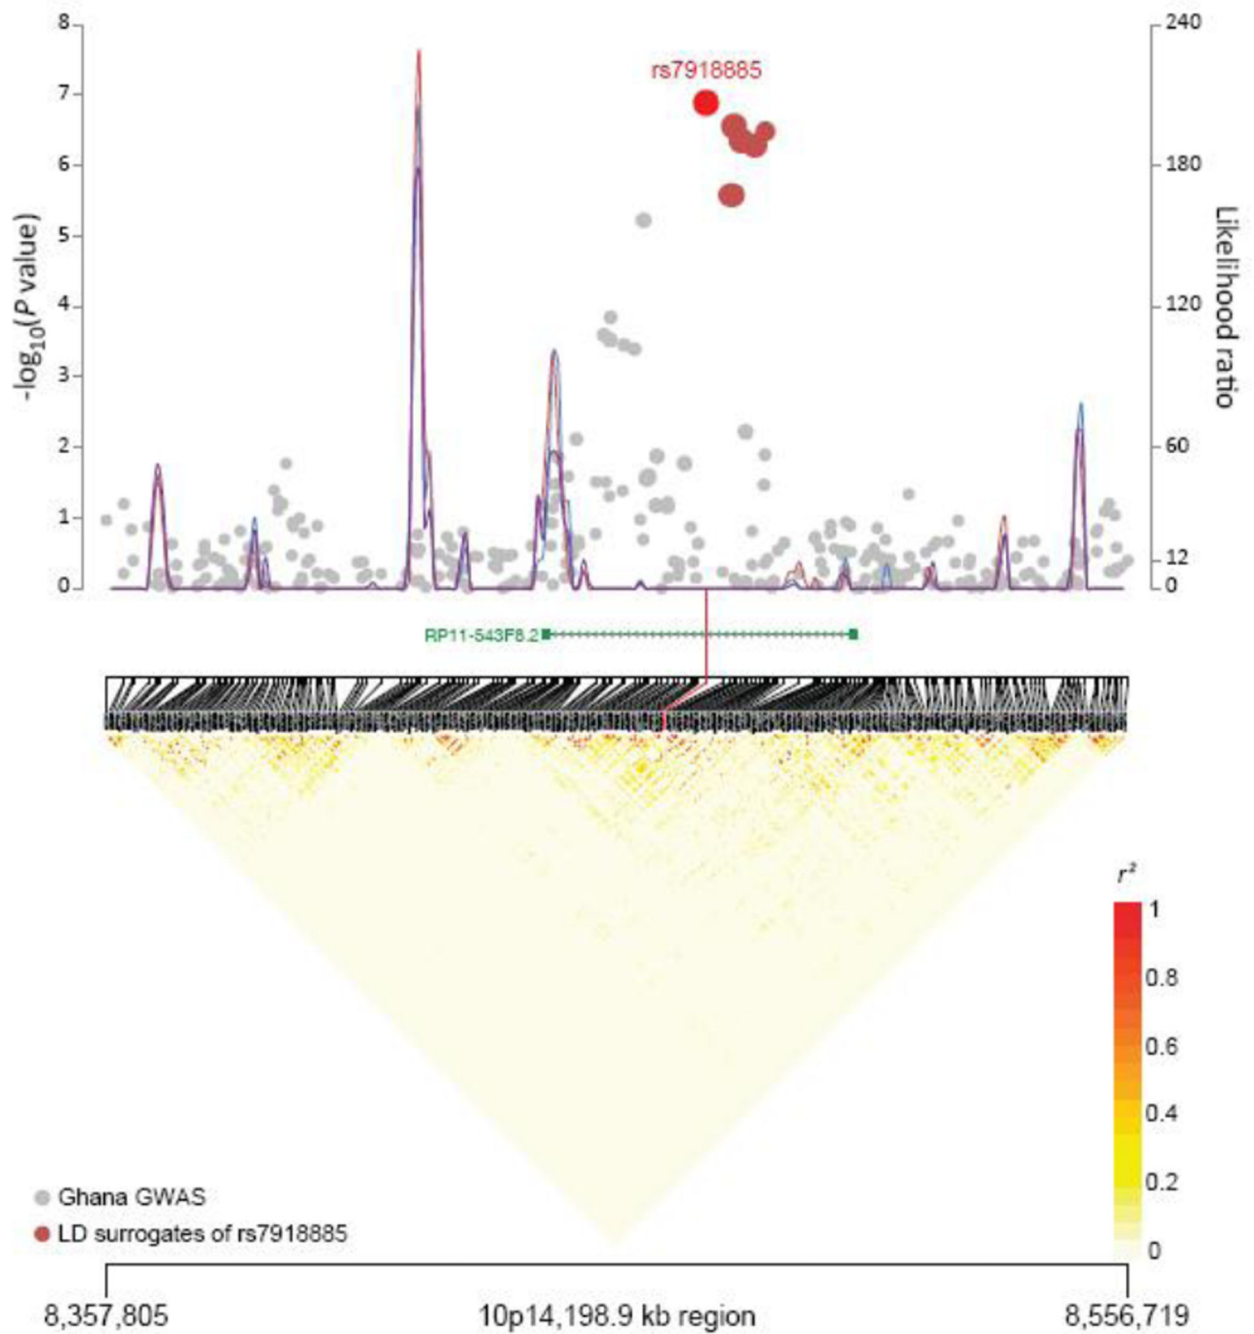 8
7
6
5
4
3
2
1
0
-log10(P value)
240
180
120
60
12
0
Likelihood ratio
rs7918885
RP11-543F8.2
r²
1
0.8
0.6
0.4
0.2
0
Ghana GWAS
LD surrogates of rs7918885
8,357,805
10p14,198.9 kb region
8,556,719